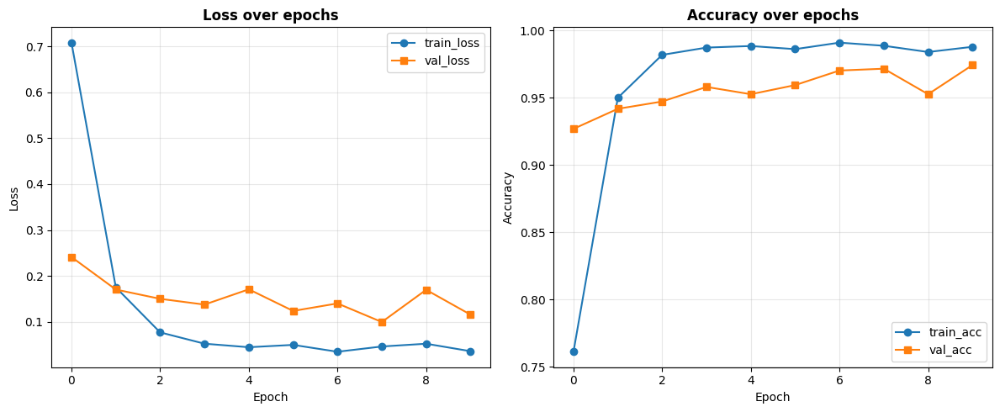 Loss over epochs
0.7
0.6
0.5
0.4
0.3
0.2
0.1
Loss
0 2 4 6 8
Epoch
train_loss
val_loss
Accuracy over epochs
1.00
0.95
0.90
0.85
0.80
0.75
Accuracy
0 2 4 6 8
Epoch
train_acc
val_acc